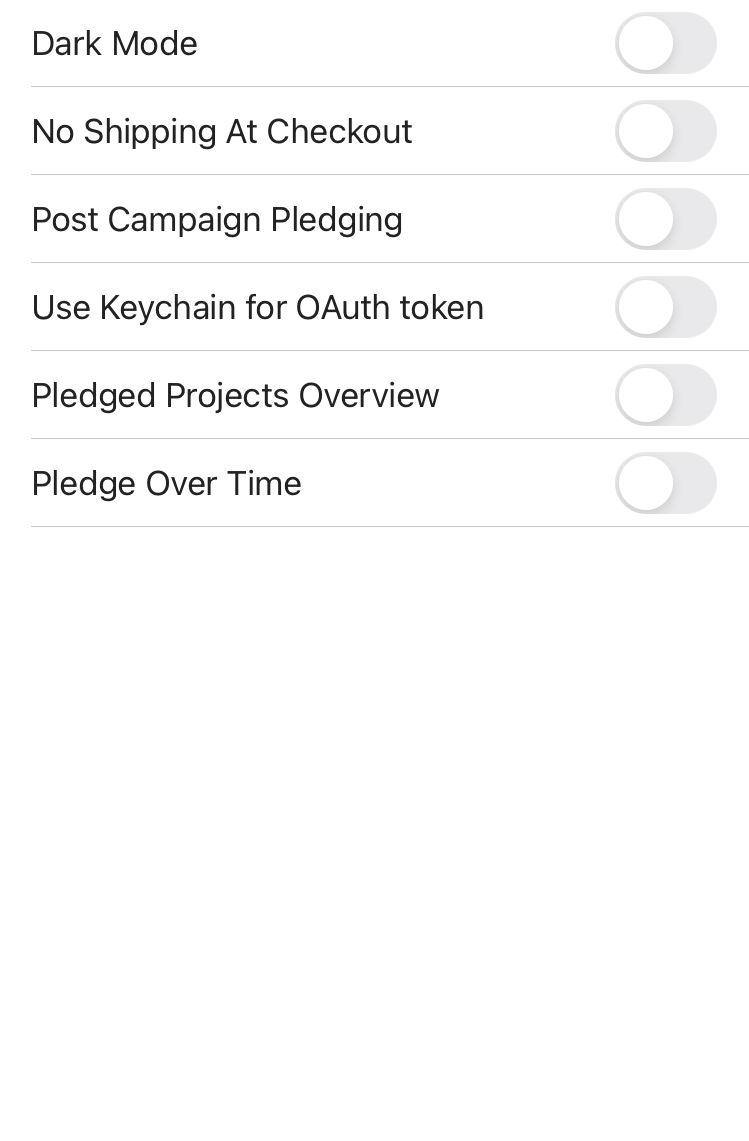 Dark Mode
No Shipping At Checkout
Post Campaign Pledging
Use Keychain for OAuth token
Pledged Projects Overview
Pledge Over Time